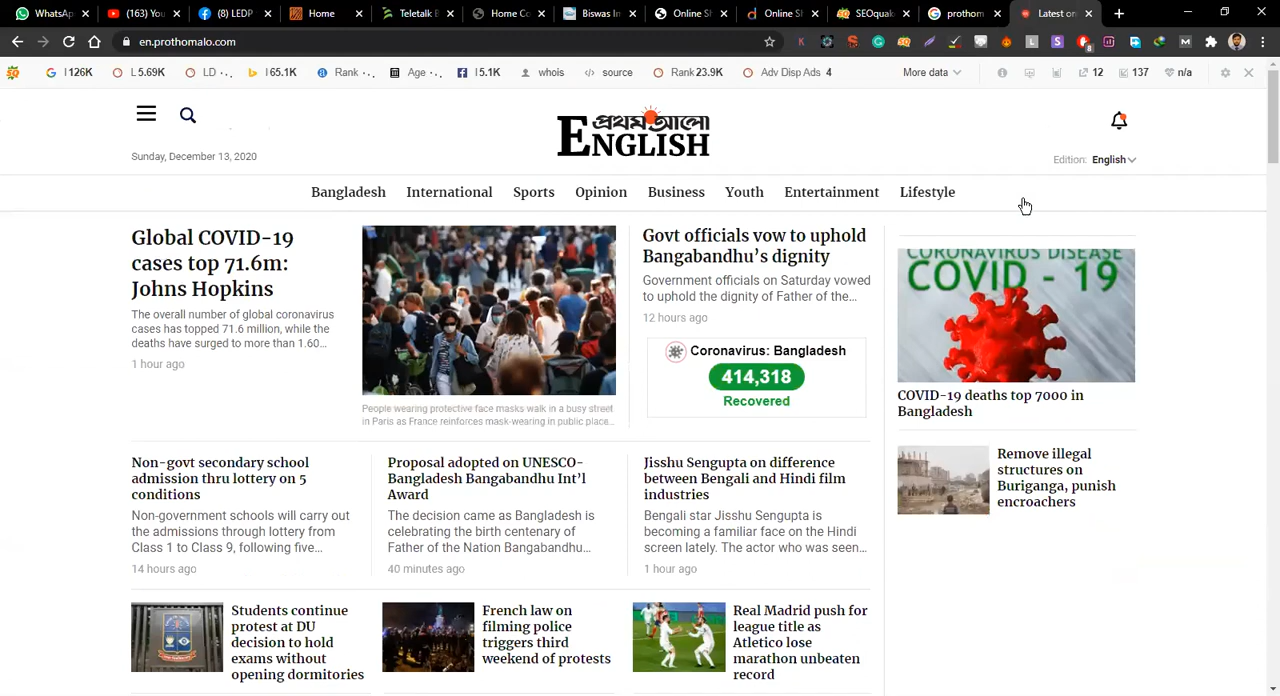 WhatsA
(163) You
(8) LEDP
Home
Teletalk B
Home Co
Biswas In
Online S
Online S
SEOquak
prothom
Latest on
en.prothomalo.com
I 126K
L 5.69K
LD
I 65.1K
Rank
Age
I 5.1K
whois
source
Rank 23.9K
Adv Disp Ads 4
More data
12
137
n/a
প্রথম আলো
ENGLISH
Sunday, December 13, 2020
Edition: English
Bangladesh International Sports Opinion Business Youth Entertainment Lifestyle
Global COVID-19
cases top 71.6m:
Johns Hopkins
The overall number of global coronavirus
cases has topped 71.6 million, while the
deaths have surged to more than 1.60...
1 hour ago
People wearing protective face masks walk in a busy street
in Paris as France reinforces mask-wearing in public place...
Govt officials vow to uphold
Bangabandhu's dignity
Government officials on Saturday vowed
to uphold the dignity of Father of the...
12 hours ago
Coronavirus: Bangladesh
414,318
Recovered
CORONAVIRUS DISEASE
COVID - 19
COVID-19 deaths top 7000 in
Bangladesh
Remove illegal
structures on
Buriganga, punish
encroachers
Non-govt secondary school
admission thru lottery on 5
conditions
Non-government schools will carry out
the admissions through lottery from
Class 1 to Class 9, following five...
14 hours ago
Proposal adopted on UNESCO-
Bangladesh Bangabandhu Int'l
Award
The decision came as Bangladesh is
celebrating the birth centenary of
Father of the Nation Bangabandhu...
40 minutes ago
Jisshu Sengupta on difference
between Bengali and Hindi film
industries
Bengali star Jisshu Sengupta is
becoming a familiar face on the Hindi
screen lately. The actor who was seen...
1 hour ago
Students continue
protest at DU
decision to hold
exams without
opening dormitories
French law on
filming police
triggers third
weekend of protests
Real Madrid push for
league title as
Atletico lose
marathon unbeaten
record